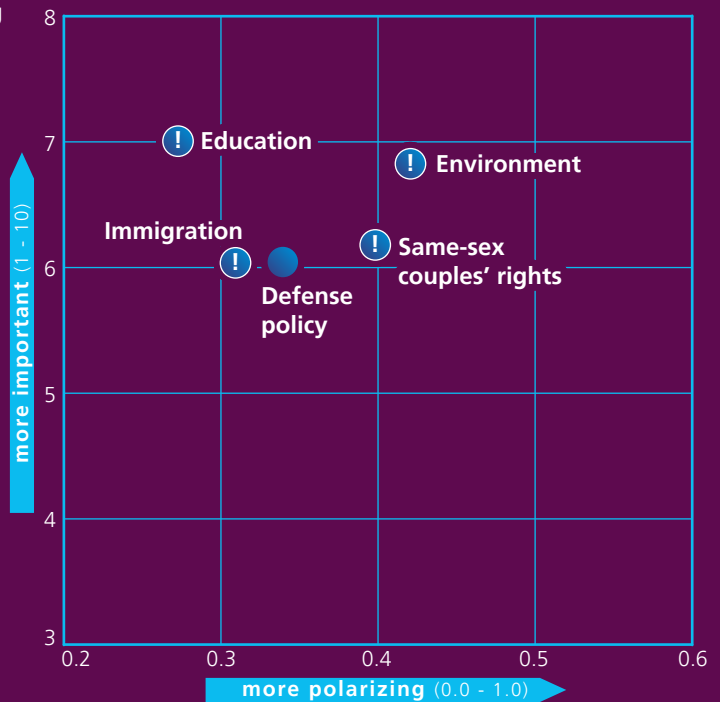 8
7
! Education
! Environment
Immigration
!
! Same-sex
couples' rights
6
Defense
policy
5
4
3
0.2 0.3 0.4 0.5 0.6
more important (1 - 10)
more polarizing (0.0 - 1.0)